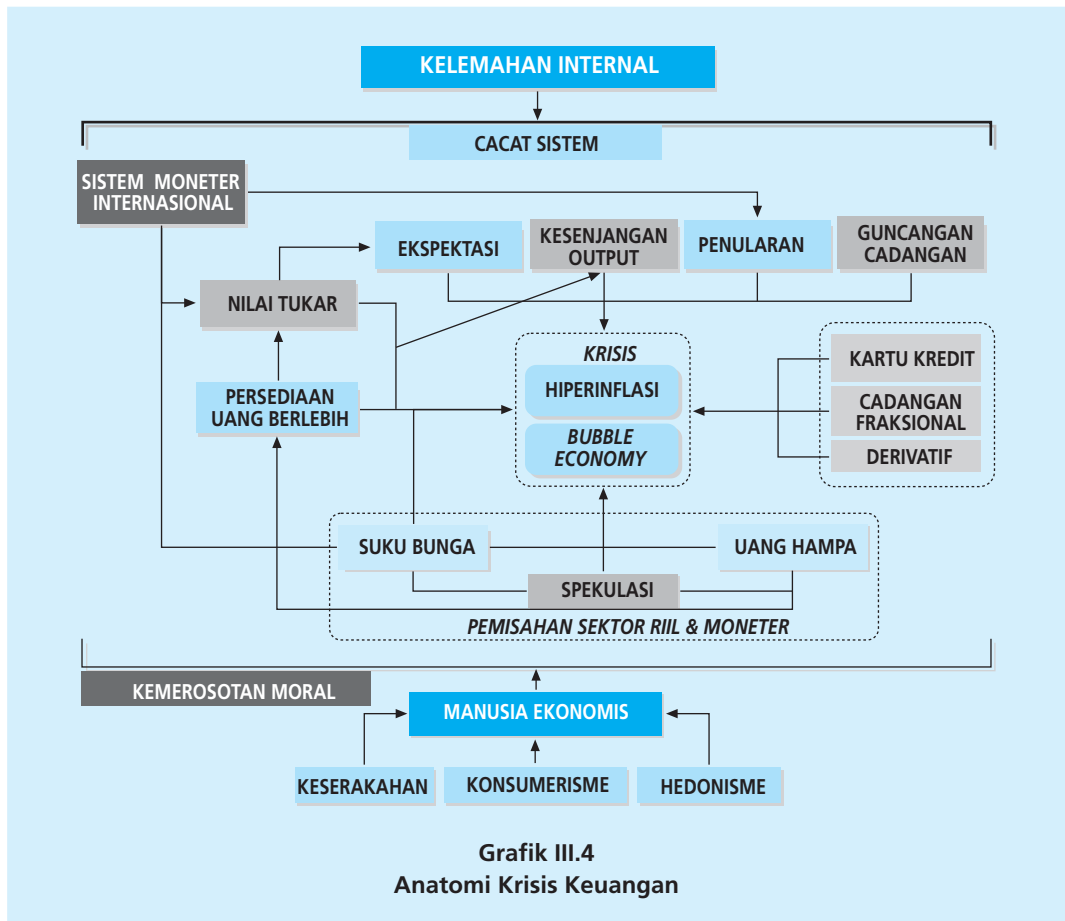 KELEMAHAN INTERNAL
CACAT SISTEM
SISTEM MONETER
INTERNASIONAL
EKSPEKTASI
KESENJANGAN
OUTPUT
PENULARAN
GUNCANGAN
CADANGAN
NILAI TUKAR
KRISIS
HIPERINFLASI
BUBBLE
ECONOMY
KARTU KREDIT
CADANGAN
FRAKSIONAL
DERIVATIF
PERSEDIAAN
UANG BERLEBIH
SUKU BUNGA
UANG HAMPA
SPEKULASI
PEMISAHAN SEKTOR RIIL & MONETER
KEMEROSOTAN MORAL
MANUSIA EKONOMIS
KESERAKAHAN
KONSUMERISME
HEDONISME
Grafik III.4
Anatomi Krisis Keuangan